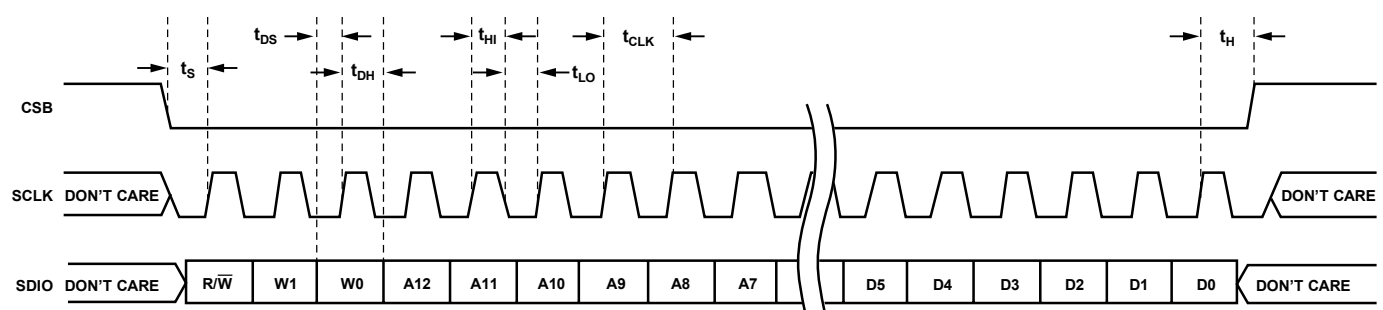 tDS tHI tCLK tH
tS tDH tLO
CSB
SCLK DON'T CARE DON'T CARE
SDIO DON'T CARE R/W̅ W1 W0 A12 A11 A10 A9 A8 A7 D5 D4 D3 D2 D1 D0 DON'T CARE